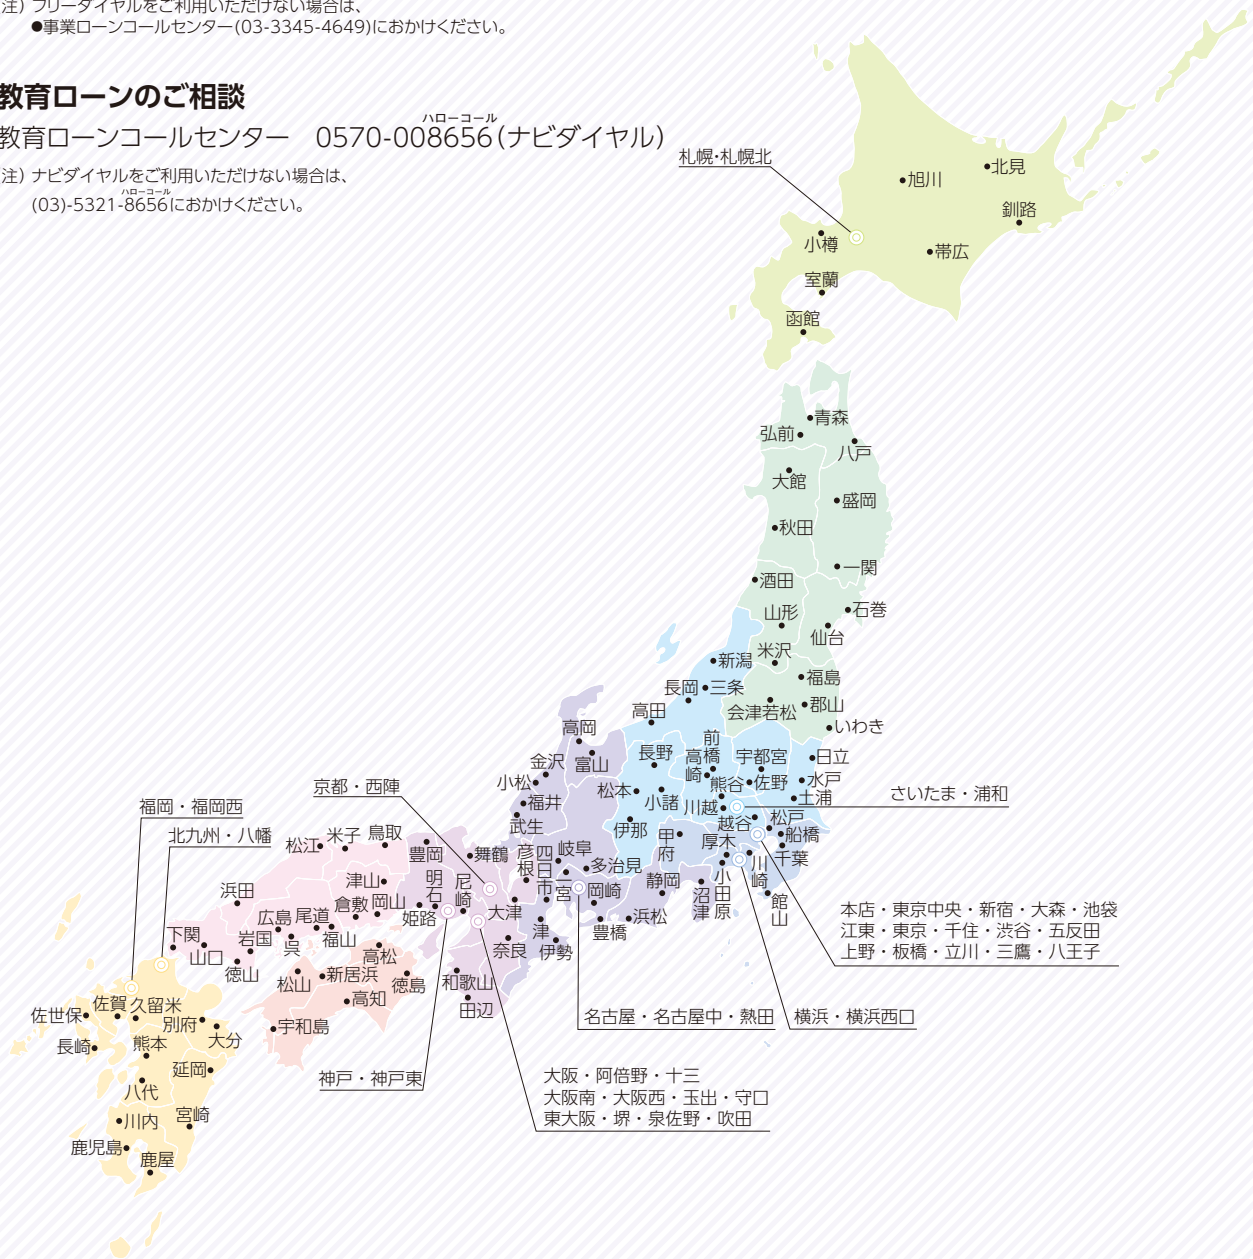 注）フリーダイヤルをご利用いただけない場合は、
●事業ローンコールセンター(03-3345-4649)におかけください。
教育ローンのご相談
ハローコール
教育ローンコールセンター　0570-008656(ナビダイヤル)
注）ナビダイヤルをご利用いただけない場合は、
ハローコール
(03)-5321-8656におかけください。
札幌・札幌北
北見
旭川
釧路
小樽
帯広
室蘭
函館
青森
弘前
八戸
大館
盛岡
秋田
一関
酒田
石巻
山形
仙台
米沢
新潟
福島
長岡
三条
会津若松
郡山
高田
いわき
高岡
富山
金沢
小松
福井
武生
長野
前橋
高崎
宇都宮
日立
水戸
佐野
熊谷
土浦
松本
小諸
川越
さいたま・浦和
越谷
松戸
船橋
千葉
伊那
甲府
厚木
川崎
小田原
館山
沼津
静岡
浜松
豊橋
岡崎
岐阜
多治見
一宮
四日市
彦根
津
伊勢
京都・西陣
福岡・福岡西
北九州・八幡
松江
米子
鳥取
豊岡
舞鶴
明石
尼崎
姫路
大津
奈良
和歌山
田辺
津山
浜田
倉敷
岡山
広島
尾道
福山
岩国
呉
下関
山口
徳山
高松
松山
新居浜
徳島
高知
宇和島
佐世保
佐賀
久留米
別府
大分
長崎
熊本
延岡
八代
川内
宮崎
鹿児島
鹿屋
本店・東京中央・新宿・大森・池袋
江東・東京・千住・渋谷・五反田
上野・板橋・立川・三鷹・八王子
名古屋・名古屋中・熱田
横浜・横浜西口
神戸・神戸東
大阪・阿倍野・十三
大阪南・大阪西・玉出・守口
東大阪・堺・泉佐野・吹田